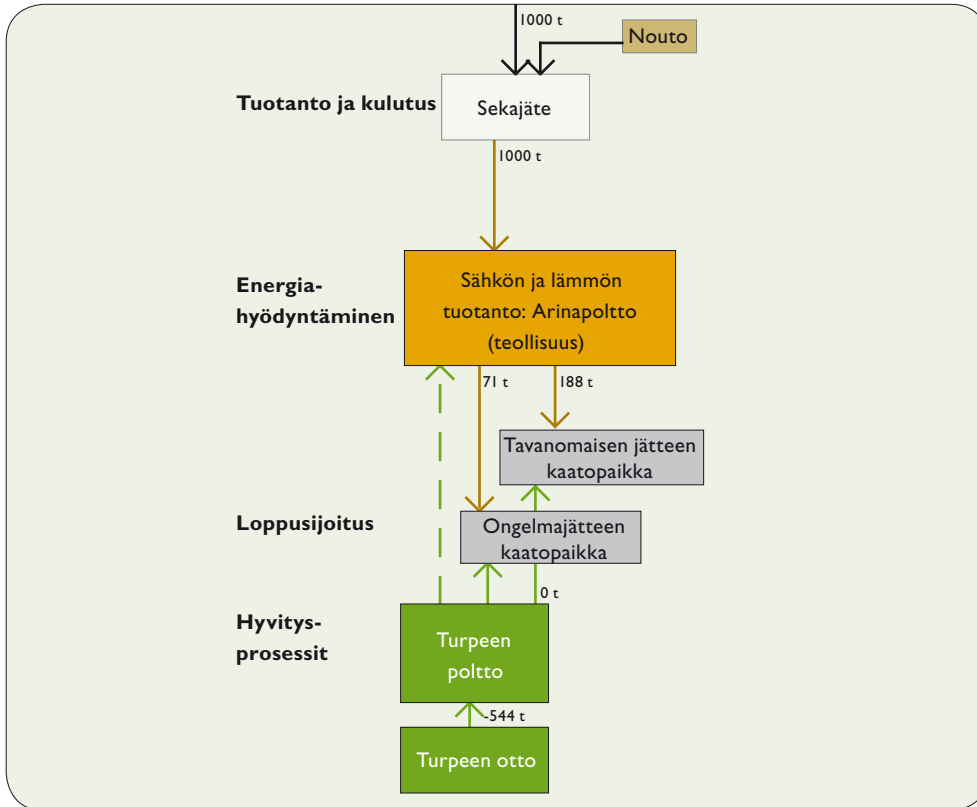 1000 t
Nouto
Tuotanto ja kulutus
Sekajäte
1000 t
Energia-
hyödyntäminen
Sähkön ja lämmön
tuotanto: Arinapoltto
(teollisuus)
71 t
188 t
Tavanomaisen jätteen
kaatopaikka
Loppusijoitus
Ongelmajätteen
kaatopaikka
0 t
Hyvitys-
prosessit
Turpeen
poltto
-544 t
Turpeen otto